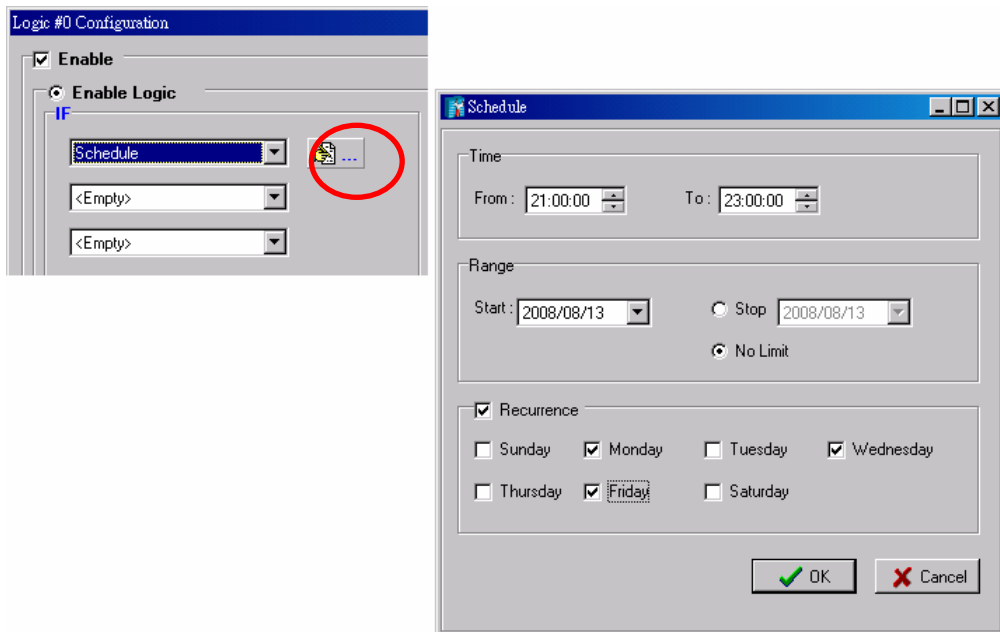 Logic #0 Configuration
Enable
Enable Logic
IF
Schedule
...
<Empty>
<Empty>
Schedule
Time
From : 21:00:00 To : 23:00:00
Range
Start : 2008/08/13 Stop 2008/08/13
No Limit
Recurrence
Sunday Monday Tuesday Wednesday
Thursday Friday Saturday
OK Cancel